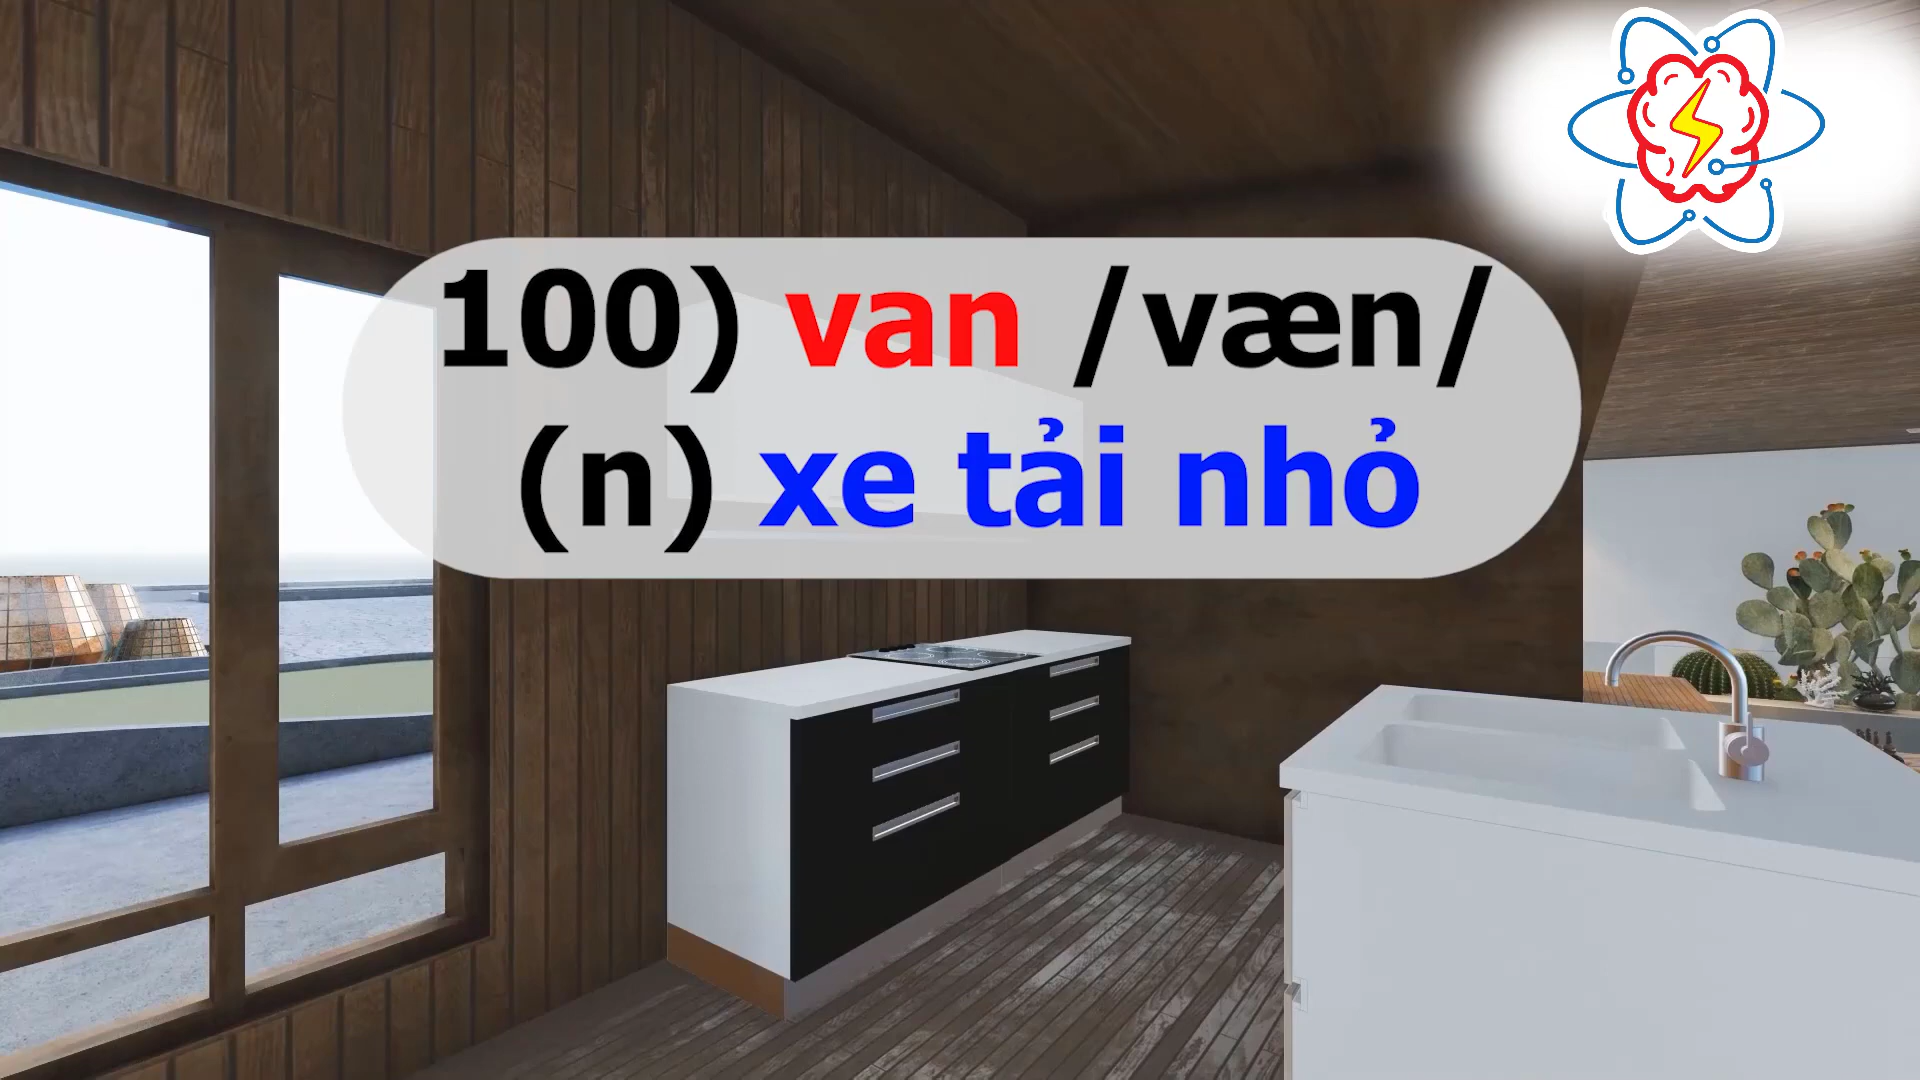 100) van /væn/
(n) xe tải nhỏ